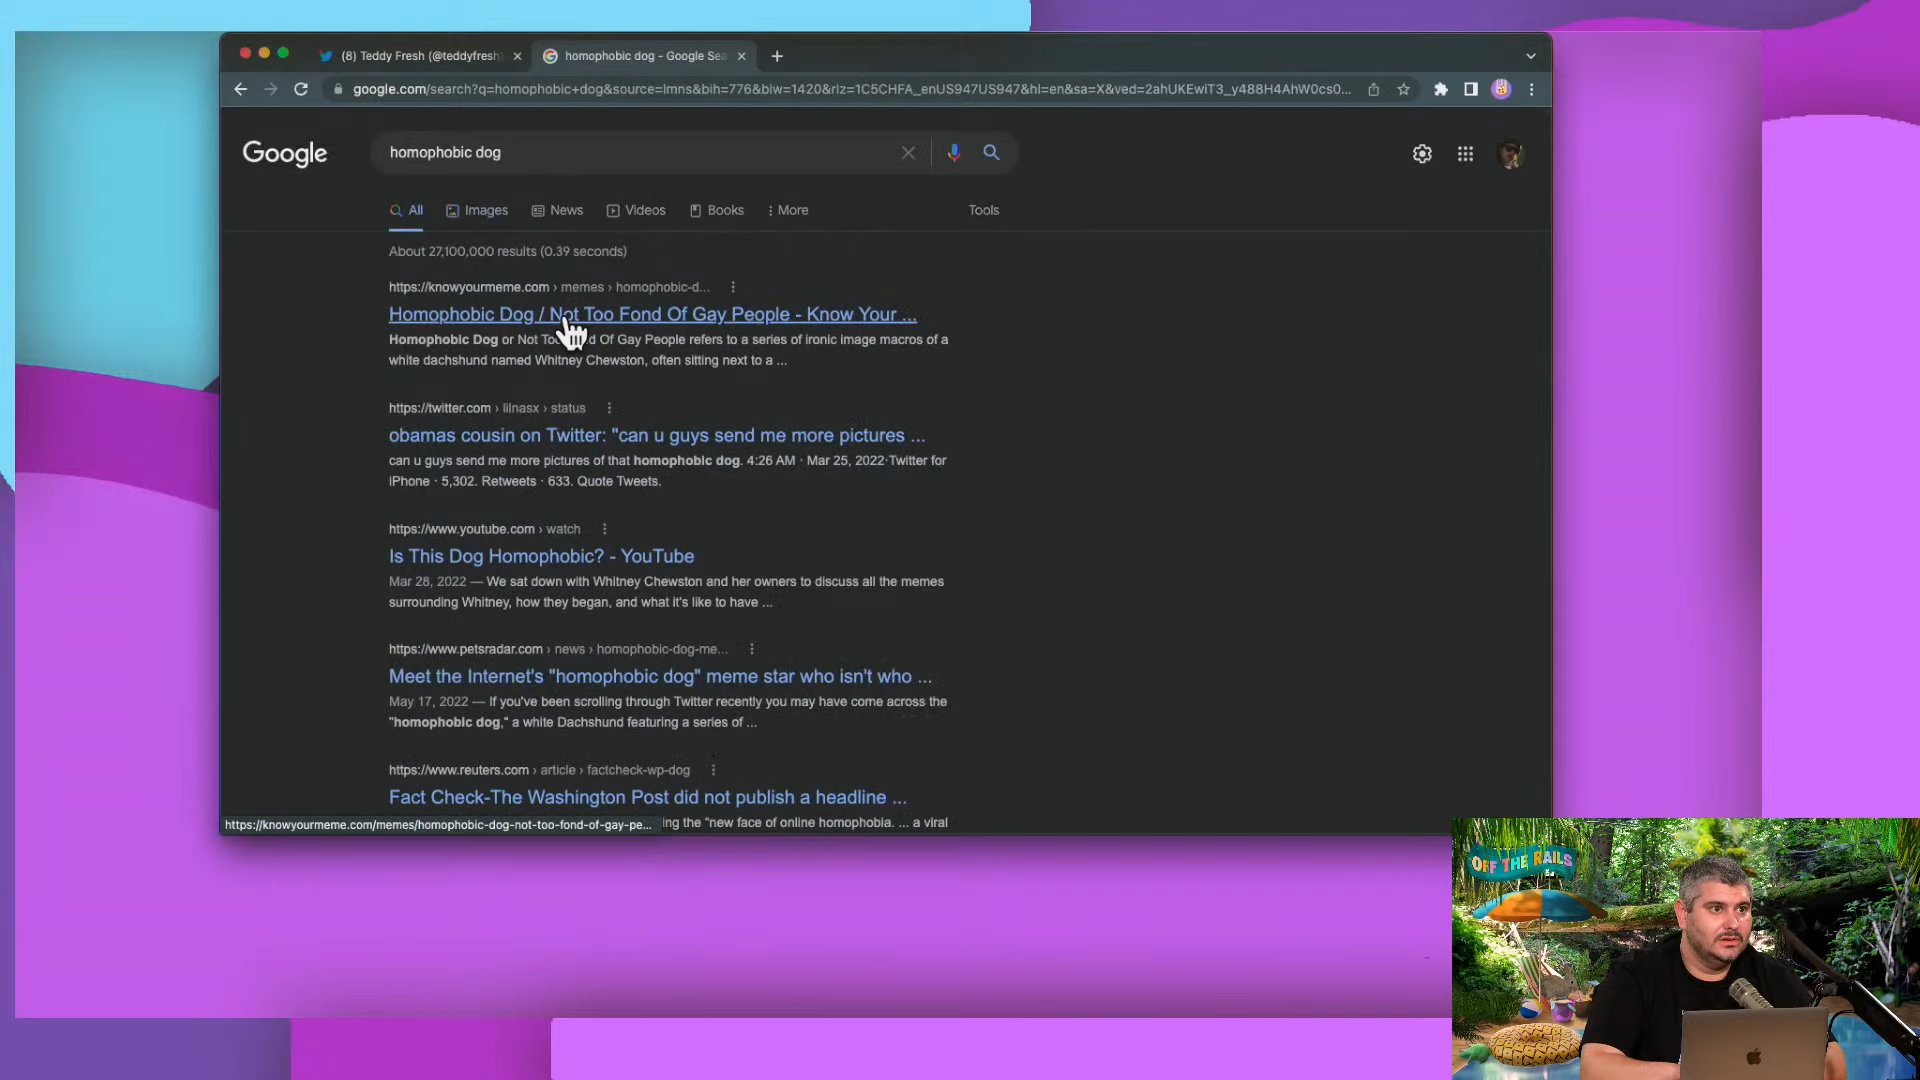 (8) Teddy Fresh (@teddyfresh
homophobic dog - Google Sea
google.com/search?q=homophobic+dog&source=lmns&bih=776&biw=1420&rlz=1C5CHFA_enUS947US947&hl=en&sa=X&ved=2ahUKEwiT3_y488H4AhW0cs0...
Google
homophobic dog
All Images News Videos Books More Tools
About 27,100,000 results (0.39 seconds)
https://knowyourmeme.com › memes › homophobic-d...
Homophobic Dog / Not Too Fond Of Gay People - Know Your ...
Homophobic Dog or Not Too Of Gay People refers to a series of ironic image macros of a
white dachshund named Whitney Chewston, often sitting next to a ...
https://twitter.com › lilnasx › status
obamas cousin on Twitter: "can u guys send me more pictures ...
can u guys send me more pictures of that homophobic dog. 4:26 AM · Mar 25, 2022·Twitter for
iPhone · 5,302. Retweets · 633. Quote Tweets.
https://www.youtube.com › watch
Is This Dog Homophobic? - YouTube
Mar 28, 2022 — We sat down with Whitney Chewston and her owners to discuss all the memes
surrounding Whitney, how they began, and what it's like to have ...
https://www.petsradar.com › news › homophobic-dog-me...
Meet the Internet's "homophobic dog" meme star who isn't who ...
May 17, 2022 — If you've been scrolling through Twitter recently you may have come across the
"homophobic dog," a white Dachshund featuring a series of ...
https://www.reuters.com › article › factcheck-wp-dog
Fact Check-The Washington Post did not publish a headline ...
ing the "new face of online homophobia. ... a viral
https://knowyourmeme.com/memes/homophobic-dog-not-too-fond-of-gay-pe...
OFF THE RAILS